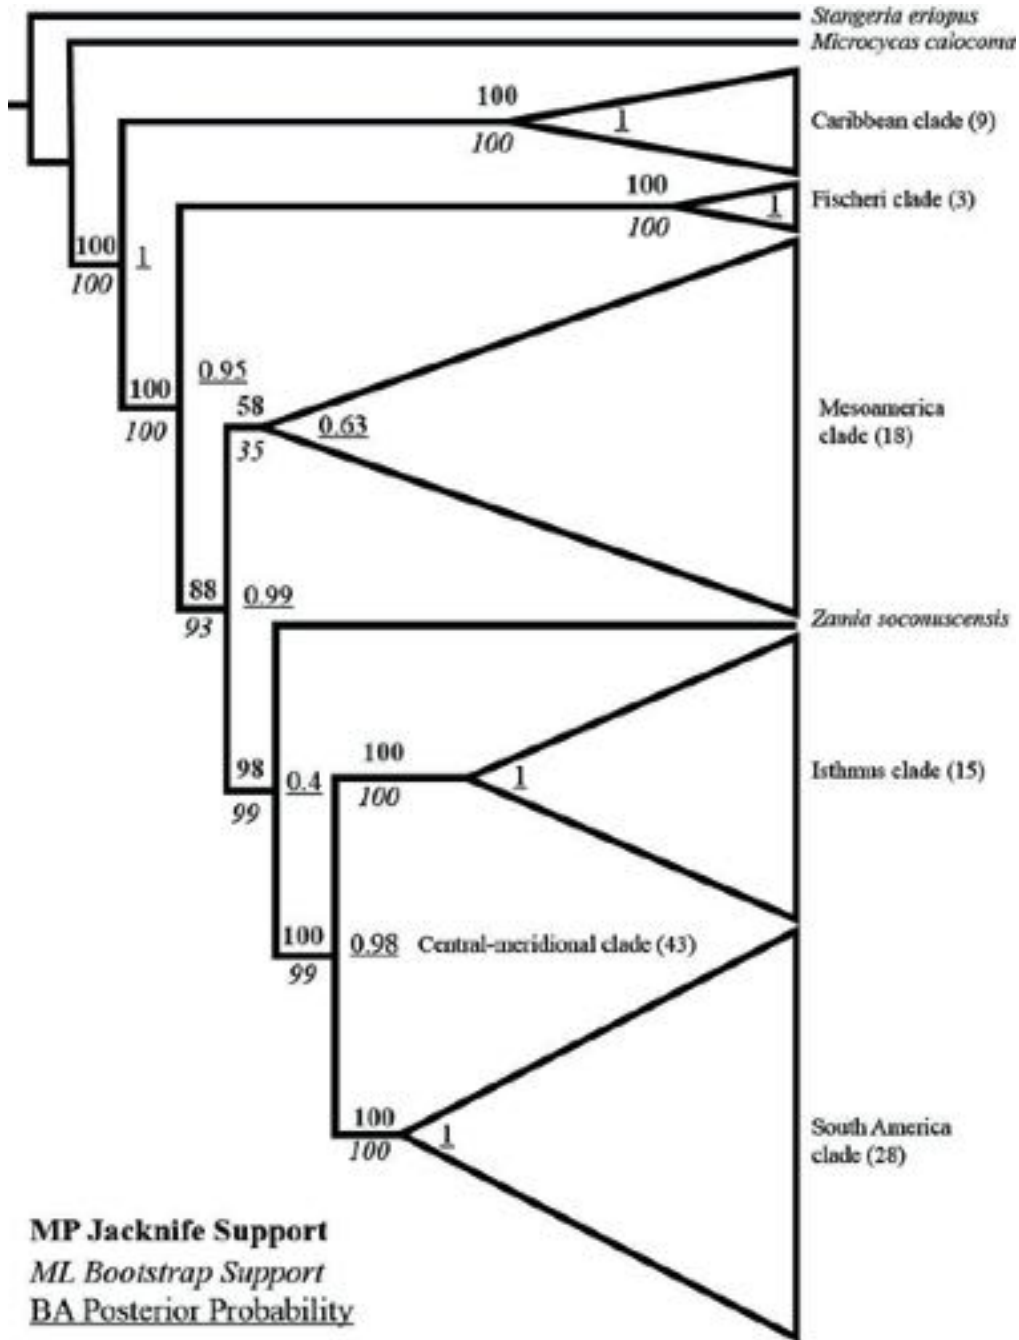 Stangeria eriopus
Microcycas calocoma
100
1
100
Caribbean clade (9)
100
1
100
Fischeri clade (3)
100
1
100
0.95
100
100
58
0.63
35
Mesoamerica
clade (18)
88
0.99
93
Zamia soconuscensis
98
0.4
99
100
1
100
Isthmus clade (15)
100
0.98
99
Central-meridional clade (43)
100
1
100
South America
clade (28)
MP Jacknife Support
ML Bootstrap Support
BA Posterior Probability